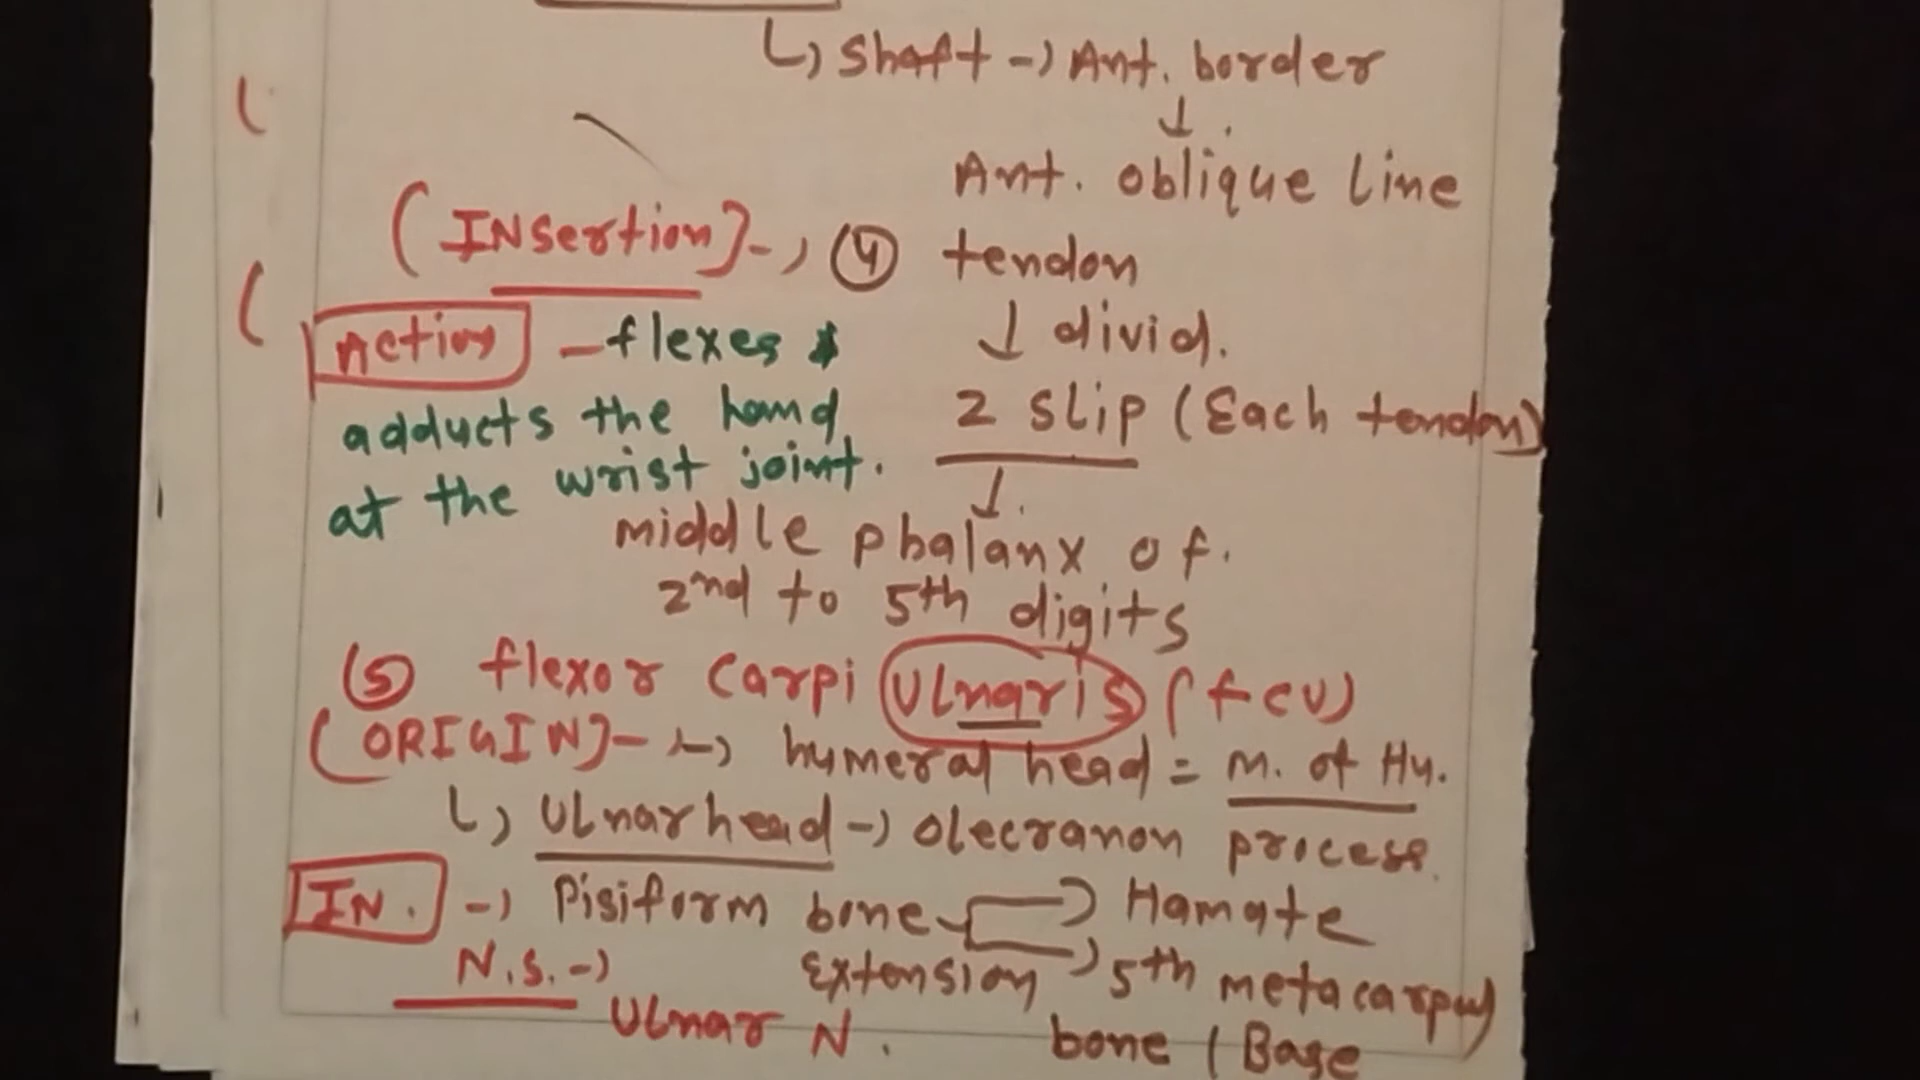 ↳ Shaft → Ant. border
↓
Ant. oblique Line
(INsertion) → ④ tendon
↓ divid.
2 slip (Each tendon)
↓
Action - flexes &
adducts the hand
at the wrist joint.
middle phalanx of.
2nd to 5th digits
⑤ flexor carpi Ulnaris (fcu)
(ORIGIN) → humeral head = M. of Hu.
↳ Ulnar head → Olecranon process.
IN. → Pisiform bone → Hamate
Extension → 5th metacarpal
bone (Base
N.S. →
Ulnar N.